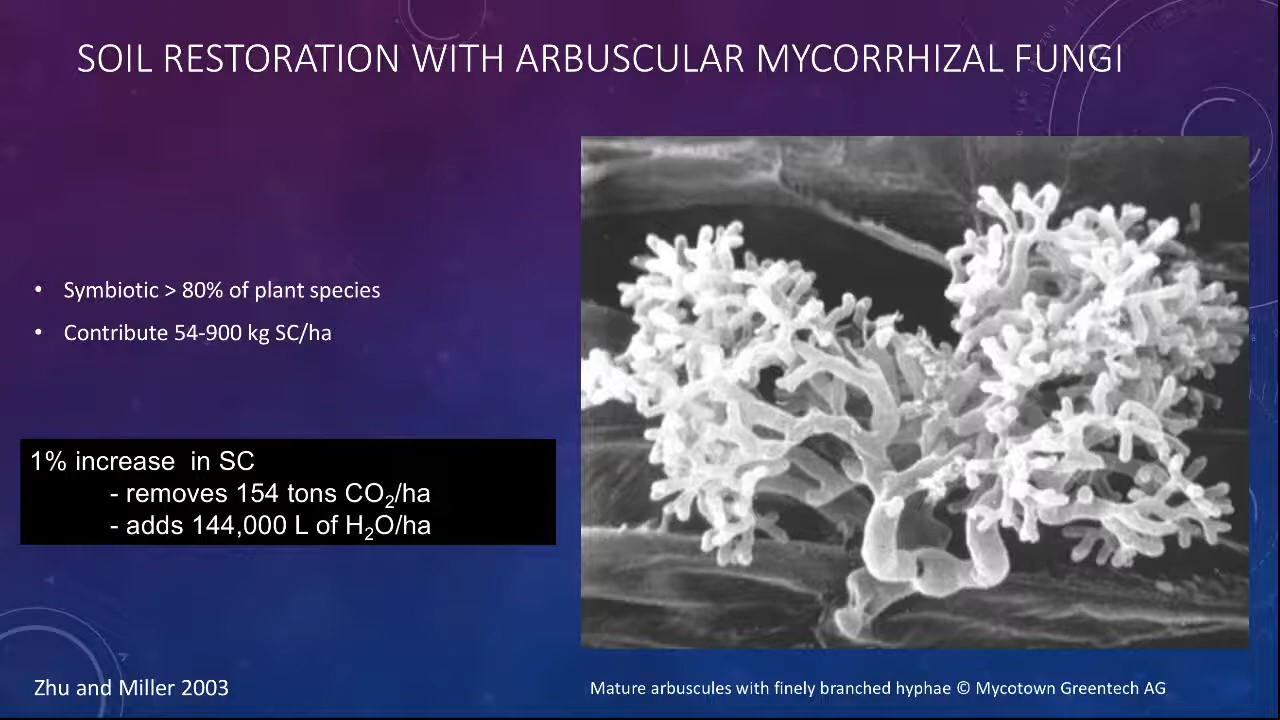 SOIL RESTORATION WITH ARBUSCULAR MYCORRHIZAL FUNGI
• Symbiotic > 80% of plant species
• Contribute 54-900 kg SC/ha
1% increase in SC
- removes 154 tons CO₂/ha
- adds 144,000 L of H₂O/ha
Zhu and Miller 2003
Mature arbuscules with finely branched hyphae © Mycotown Greentech AG